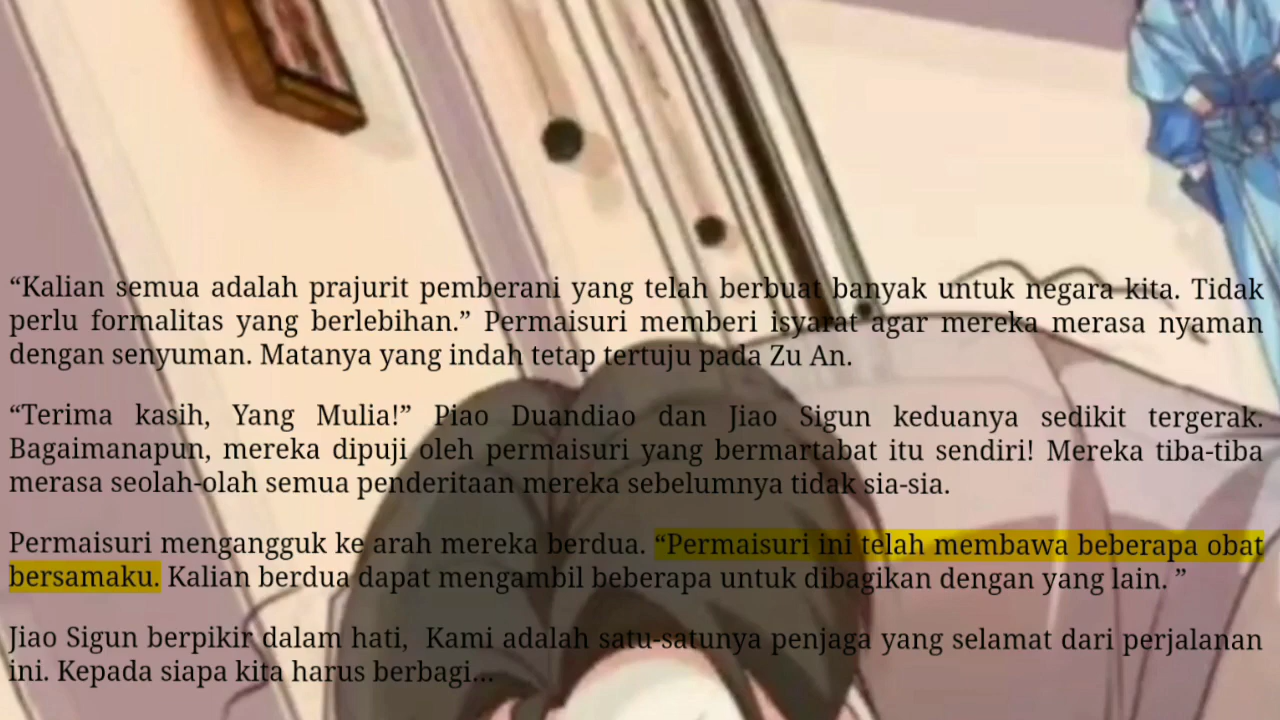 “Kalian semua adalah prajurit pemberani yang telah berbuat banyak untuk negara kita. Tidak
perlu formalitas yang berlebihan.” Permaisuri memberi isyarat agar mereka merasa nyaman
dengan senyuman. Matanya yang indah tetap tertuju pada Zu An.
“Terima kasih, Yang Mulia!” Piao Duandiao dan Jiao Sigun keduanya sedikit tergerak.
Bagaimanapun, mereka dipuji oleh permaisuri yang bermartabat itu sendiri! Mereka tiba-tiba
merasa seolah-olah semua penderitaan mereka sebelumnya tidak sia-sia.
Permaisuri mengangguk ke arah mereka berdua. “Permaisuri ini telah membawa beberapa obat
bersamaku. Kalian berdua dapat mengambil beberapa untuk dibagikan dengan yang lain. ”
Jiao Sigun berpikir dalam hati,  Kami adalah satu-satunya penjaga yang selamat dari perjalanan
ini. Kepada siapa kita harus berbagi...